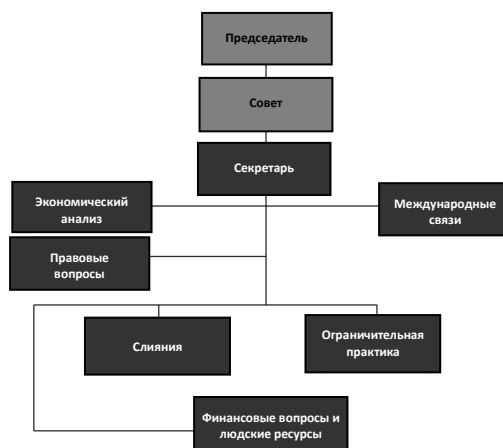 Председатель
Совет
Секретарь
Экономический
анализ
Международные
связи
Правовые
вопросы
Слияния
Ограничительная
практика
Финансовые вопросы и
людские ресурсы